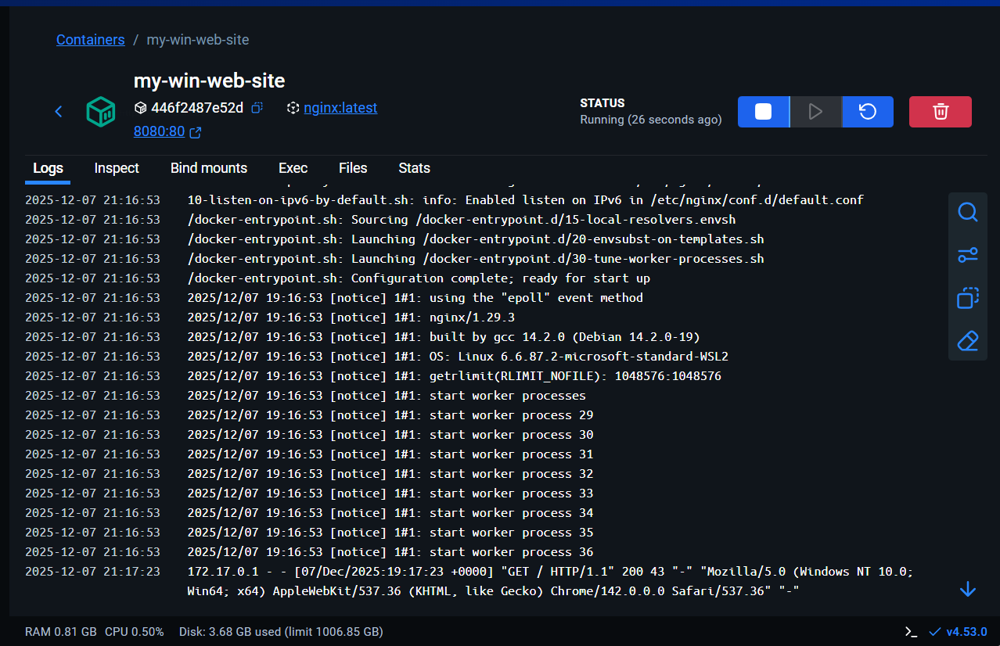 Containers / my-win-web-site
my-win-web-site
446f2487e52d nginx:latest
8080:80
STATUS
Running (26 seconds ago)
Logs Inspect Bind mounts Exec Files Stats
2025-12-07 21:16:53 10-listen-on-ipv6-by-default.sh: info: Enabled listen on IPv6 in /etc/nginx/conf.d/default.conf
2025-12-07 21:16:53 /docker-entrypoint.sh: Sourcing /docker-entrypoint.d/15-local-resolvers.envsh
2025-12-07 21:16:53 /docker-entrypoint.sh: Launching /docker-entrypoint.d/20-envsubst-on-templates.sh
2025-12-07 21:16:53 /docker-entrypoint.sh: Launching /docker-entrypoint.d/30-tune-worker-processes.sh
2025-12-07 21:16:53 /docker-entrypoint.sh: Configuration complete; ready for start up
2025-12-07 21:16:53 2025/12/07 19:16:53 [notice] 1#1: using the "epoll" event method
2025-12-07 21:16:53 2025/12/07 19:16:53 [notice] 1#1: nginx/1.29.3
2025-12-07 21:16:53 2025/12/07 19:16:53 [notice] 1#1: built by gcc 14.2.0 (Debian 14.2.0-19)
2025-12-07 21:16:53 2025/12/07 19:16:53 [notice] 1#1: OS: Linux 6.6.87.2-microsoft-standard-WSL2
2025-12-07 21:16:53 2025/12/07 19:16:53 [notice] 1#1: getrlimit(RLIMIT_NOFILE): 1048576:1048576
2025-12-07 21:16:53 2025/12/07 19:16:53 [notice] 1#1: start worker processes
2025-12-07 21:16:53 2025/12/07 19:16:53 [notice] 1#1: start worker process 29
2025-12-07 21:16:53 2025/12/07 19:16:53 [notice] 1#1: start worker process 30
2025-12-07 21:16:53 2025/12/07 19:16:53 [notice] 1#1: start worker process 31
2025-12-07 21:16:53 2025/12/07 19:16:53 [notice] 1#1: start worker process 32
2025-12-07 21:16:53 2025/12/07 19:16:53 [notice] 1#1: start worker process 33
2025-12-07 21:16:53 2025/12/07 19:16:53 [notice] 1#1: start worker process 34
2025-12-07 21:16:53 2025/12/07 19:16:53 [notice] 1#1: start worker process 35
2025-12-07 21:16:53 2025/12/07 19:16:53 [notice] 1#1: start worker process 36
2025-12-07 21:17:23 172.17.0.1 - - [07/Dec/2025:19:17:23 +0000] "GET / HTTP/1.1" 200 43 "-" "Mozilla/5.0 (Windows NT 10.0;
Win64; x64) AppleWebKit/537.36 (KHTML, like Gecko) Chrome/142.0.0.0 Safari/537.36" "-"
RAM 0.81 GB CPU 0.50% Disk: 3.68 GB used (limit 1006.85 GB) v4.53.0